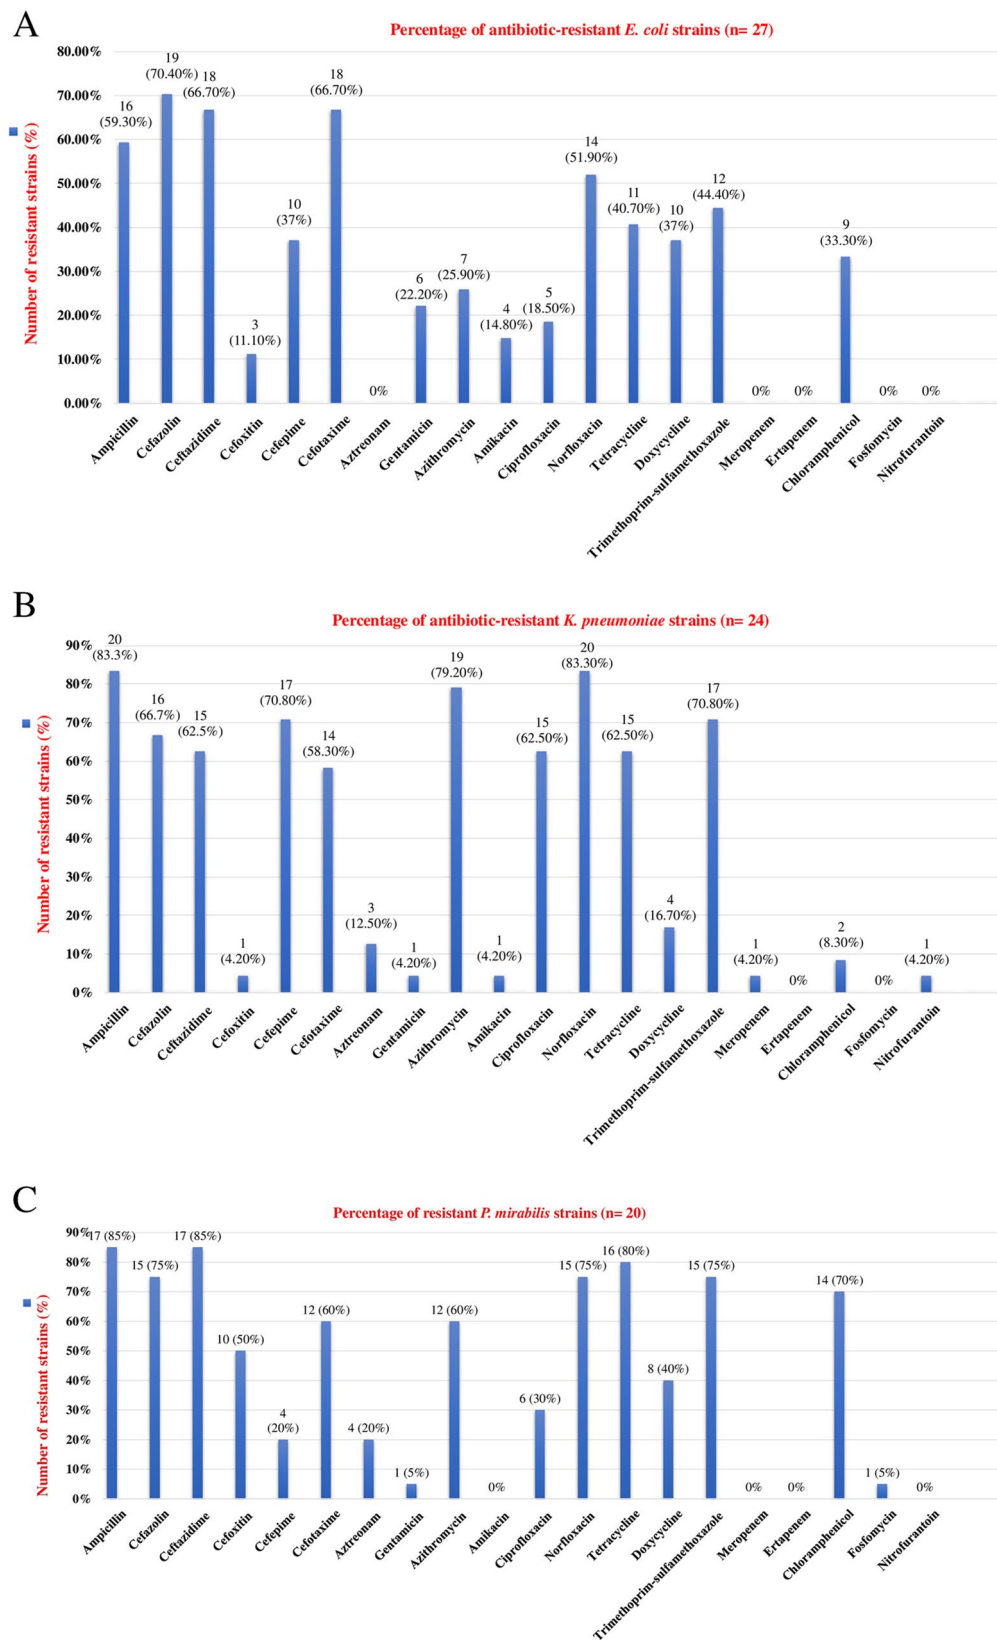 A
Percentage of antibiotic-resistant E. coli strains (n= 27)
Number of resistant strains (%)
80.00%
70.00%
60.00%
50.00%
40.00%
30.00%
20.00%
10.00%
0.00%
16
(59.30%)
19
(70.40%)
18
(66.70%)
3
(11.10%)
10
(37%)
18
(66.70%)
0%
6
(22.20%)
7
(25.90%)
4
(14.80%)
5
(18.50%)
14
(51.90%)
11
(40.70%)
10
(37%)
12
(44.40%)
0%
0%
9
(33.30%)
0%
0%
Ampicillin
Cefazolin
Ceftazidime
Cefoxitin
Cefepime
Cefotaxime
Aztreonam
Gentamicin
Azithromycin
Amikacin
Ciprofloxacin
Norfloxacin
Tetracycline
Doxycycline
Trimethoprim-sulfamethoxazole
Meropenem
Ertapenem
Chloramphenicol
Fosfomycin
Nitrofurantoin
B
Percentage of antibiotic-resistant K. pneumoniae strains (n= 24)
Number of resistant strains (%)
90%
80%
70%
60%
50%
40%
30%
20%
10%
0%
20
(83.3%)
16
(66.7%)
15
(62.5%)
1
(4.20%)
17
(70.80%)
14
(58.30%)
3
(12.50%)
1
(4.20%)
19
(79.20%)
1
(4.20%)
15
(62.50%)
20
(83.30%)
15
(62.50%)
4
(16.70%)
17
(70.80%)
1
(4.20%)
0%
2
(8.30%)
0%
1
(4.20%)
Ampicillin
Cefazolin
Ceftazidime
Cefoxitin
Cefepime
Cefotaxime
Aztreonam
Gentamicin
Azithromycin
Amikacin
Ciprofloxacin
Norfloxacin
Tetracycline
Doxycycline
Trimethoprim-sulfamethoxazole
Meropenem
Ertapenem
Chloramphenicol
Fosfomycin
Nitrofurantoin
C
Percentage of resistant P. mirabilis strains (n= 20)
Number of resistant strains (%)
90%
80%
70%
60%
50%
40%
30%
20%
10%
0%
17 (85%)
15 (75%)
17 (85%)
10 (50%)
4
(20%)
12 (60%)
4 (20%)
1 (5%)
12 (60%)
0%
6 (30%)
15 (75%)
16 (80%)
8 (40%)
15 (75%)
0%
0%
14 (70%)
1 (5%)
0%
Ampicillin
Cefazolin
Ceftazidime
Cefoxitin
Cefepime
Cefotaxime
Aztreonam
Gentamicin
Azithromycin
Amikacin
Ciprofloxacin
Norfloxacin
Tetracycline
Doxycycline
Trimethoprim-sulfamethoxazole
Meropenem
Ertapenem
Chloramphenicol
Fosfomycin
Nitrofurantoin